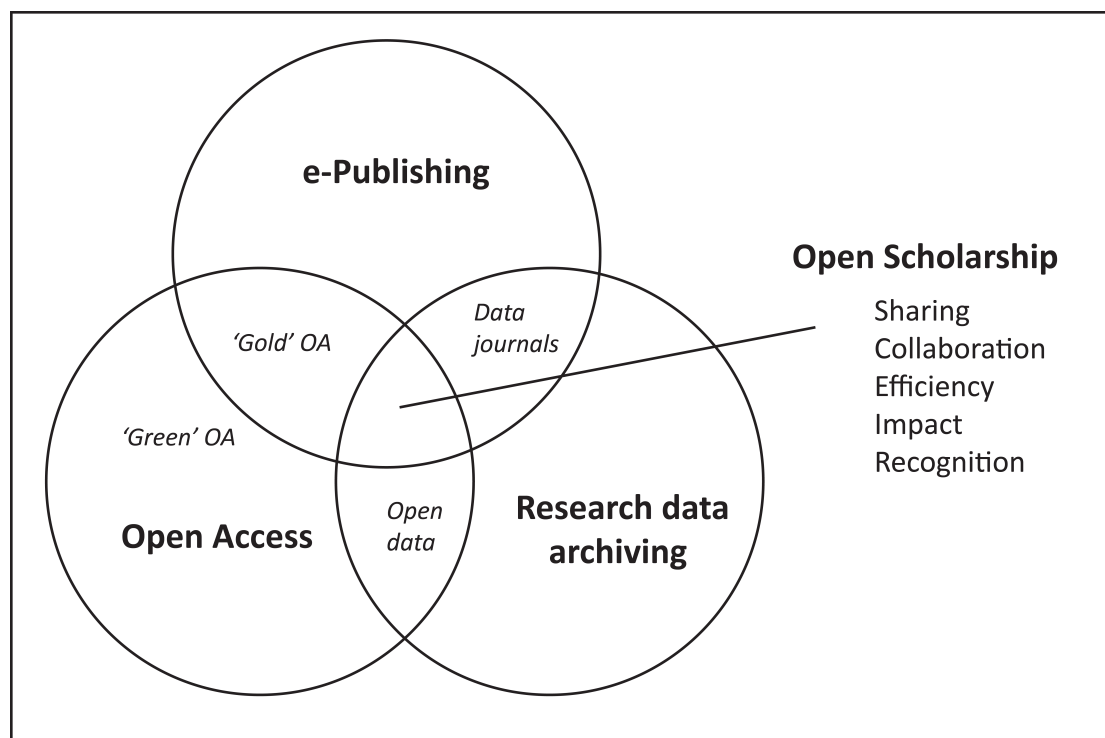 e-Publishing
Open Scholarship
Sharing
Collaboration
Efficiency
Impact
Recognition
Data
journals
‘Gold’ OA
‘Green’ OA
Open Access
Open
data
Research data
archiving